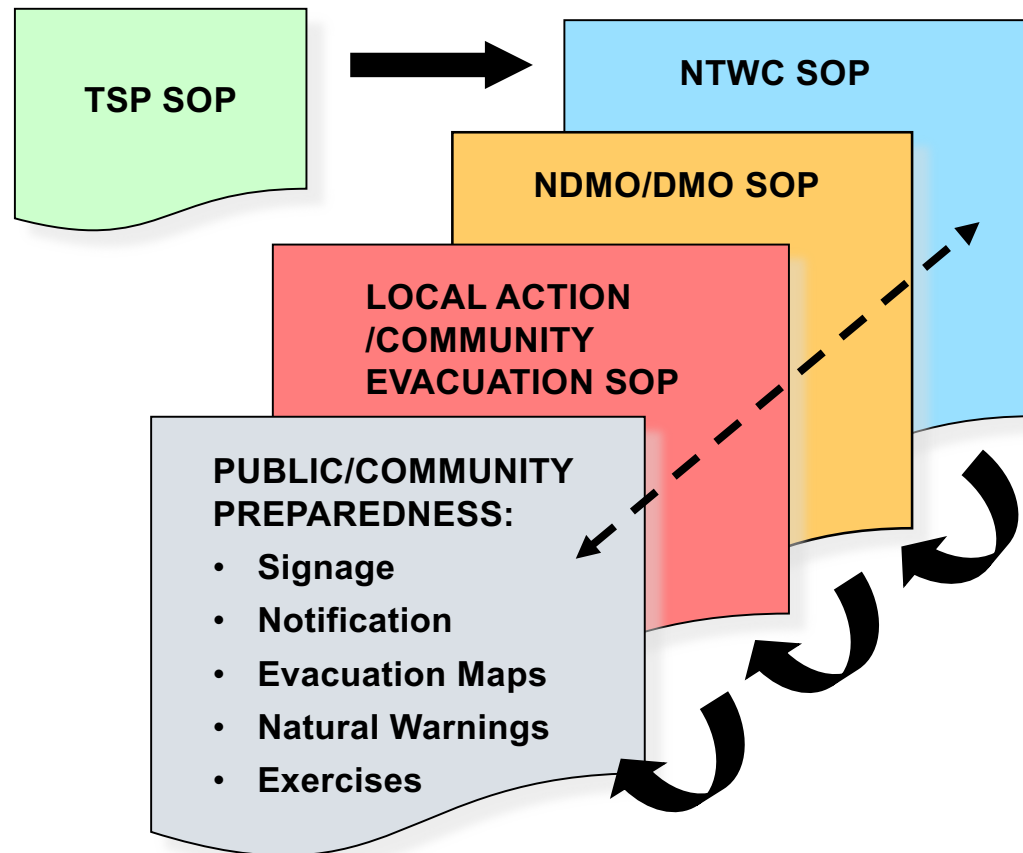 TSP SOP
NTWC SOP
NDMO/DMO SOP
LOCAL ACTION
/COMMUNITY
EVACUATION SOP
PUBLIC/COMMUNITY
PREPAREDNESS:
• Signage
• Notification
• Evacuation Maps
• Natural Warnings
• Exercises